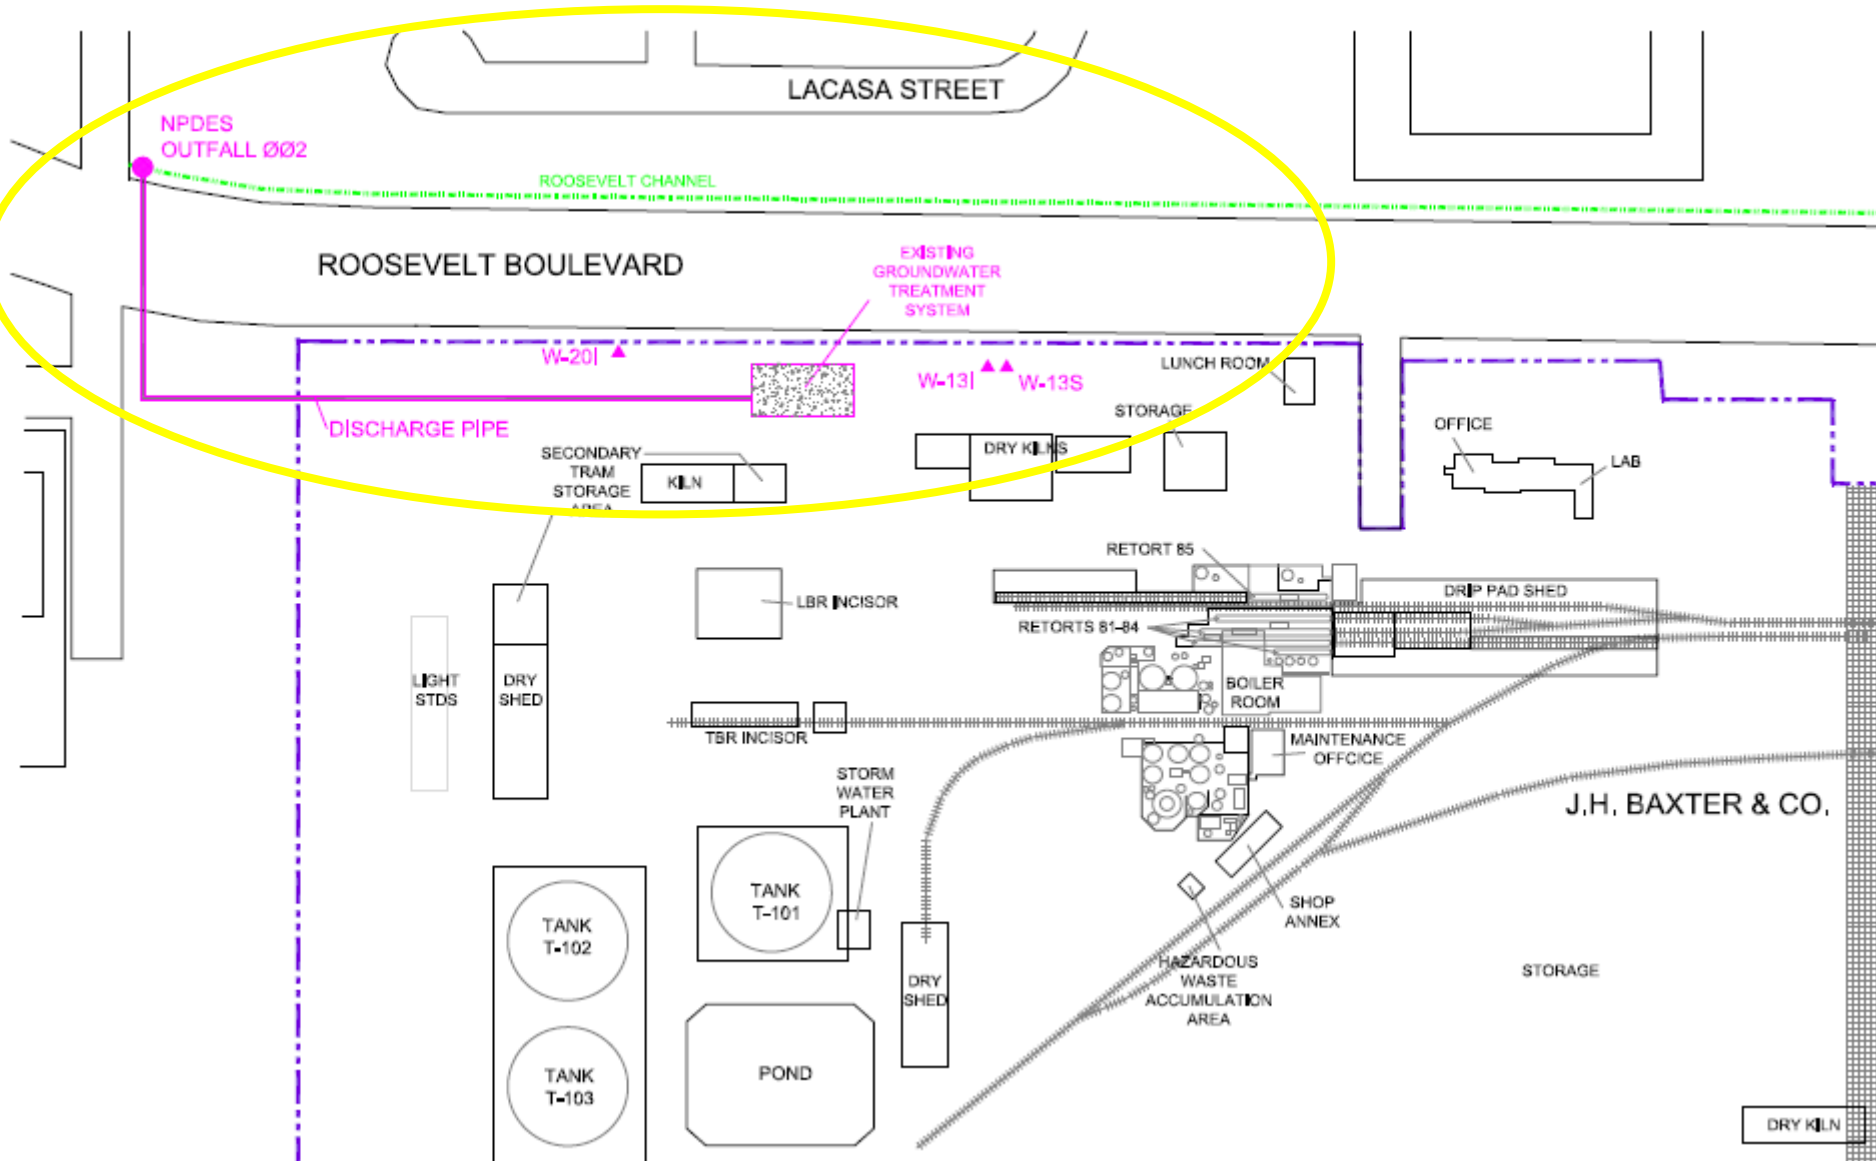 LACASA STREET
NPDES
OUTFALL ØØ2
ROOSEVELT CHANNEL
ROOSEVELT BOULEVARD
EXISTING
GROUNDWATER
TREATMENT
SYSTEM
W-20I
W-13I
W-13S
LUNCH ROOM
DISCHARGE PIPE
STORAGE
OFFICE
LAB
SECONDARY
TRAM
STORAGE
AREA
KILN
DRY KILNS
RETORT 85
DRIP PAD SHED
LBR INCISOR
RETORTS 81-84
LIGHT
STDS
DRY
SHED
BOILER
ROOM
TBR INCISOR
MAINTENANCE
OFFCICE
STORM
WATER
PLANT
J.H. BAXTER & CO.
TANK
T-101
SHOP
ANNEX
TANK
T-102
HAZARDOUS
WASTE
ACCUMULATION
AREA
STORAGE
DRY
SHED
TANK
T-103
POND
DRY KILN